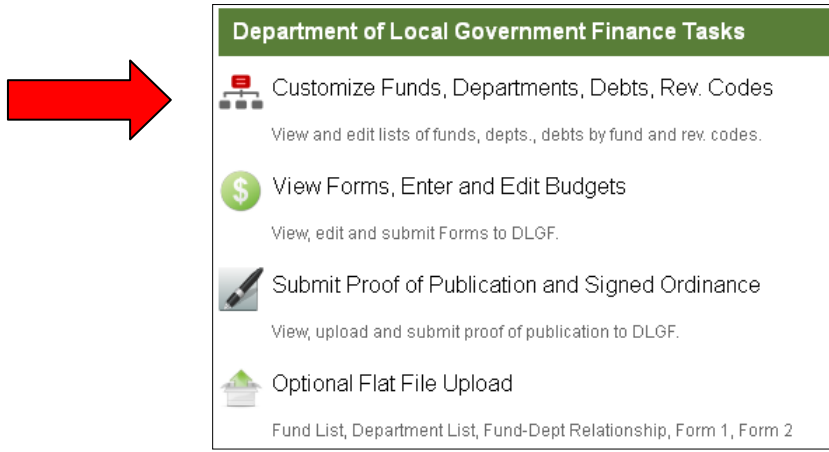 Department of Local Government Finance Tasks
Customize Funds, Departments, Debts, Rev. Codes
View and edit lists of funds, depts., debts by fund and rev. codes.
$
View Forms, Enter and Edit Budgets
View, edit and submit Forms to DLGF.
Submit Proof of Publication and Signed Ordinance
View, upload and submit proof of publication to DLGF.
Optional Flat File Upload
Fund List, Department List, Fund-Dept Relationship, Form 1, Form 2